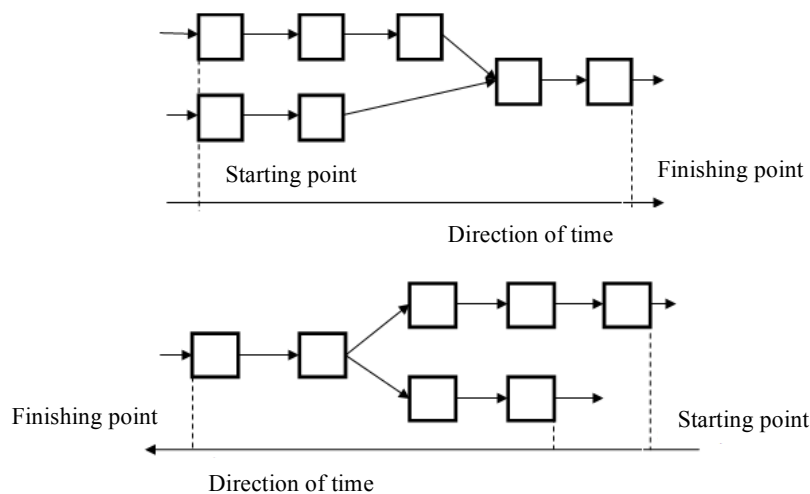 Starting point
Finishing point
Direction of time
Finishing point
Starting point
Direction of time